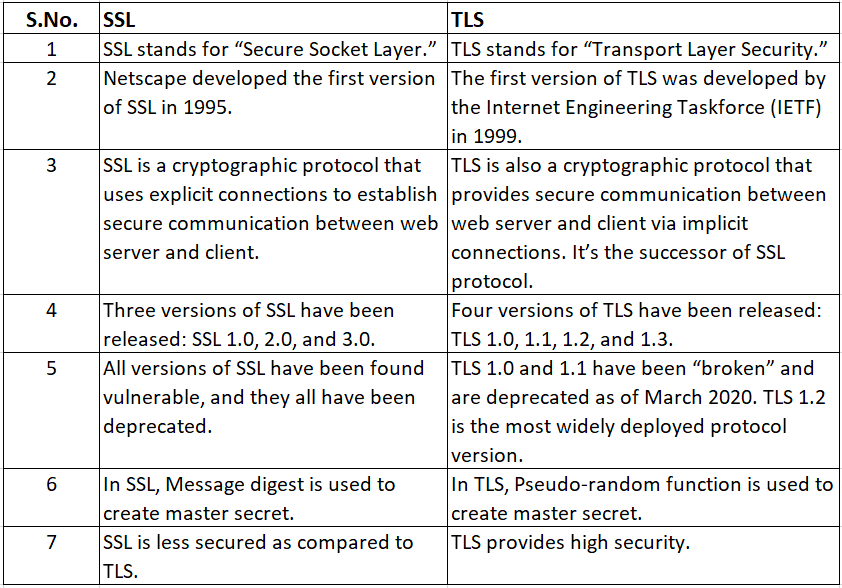 S.No. SSL TLS
1 SSL stands for “Secure Socket Layer.” TLS stands for “Transport Layer Security.”
2 Netscape developed the first version The first version of TLS was developed by
of SSL in 1995. the Internet Engineering Taskforce (IETF)
in 1999.
3 SSL is a cryptographic protocol that TLS is also a cryptographic protocol that
uses explicit connections to establish provides secure communication between
secure communication between web web server and client via implicit
server and client. connections. It’s the successor of SSL
protocol.
4 Three versions of SSL have been Four versions of TLS have been released:
released: SSL 1.0, 2.0, and 3.0. TLS 1.0, 1.1, 1.2, and 1.3.
5 All versions of SSL have been found TLS 1.0 and 1.1 have been “broken” and
vulnerable, and they all have been are deprecated as of March 2020. TLS 1.2
deprecated. is the most widely deployed protocol
version.
6 In SSL, Message digest is used to In TLS, Pseudo-random function is used to
create master secret. create master secret.
7 SSL is less secured as compared to TLS provides high security.
TLS.